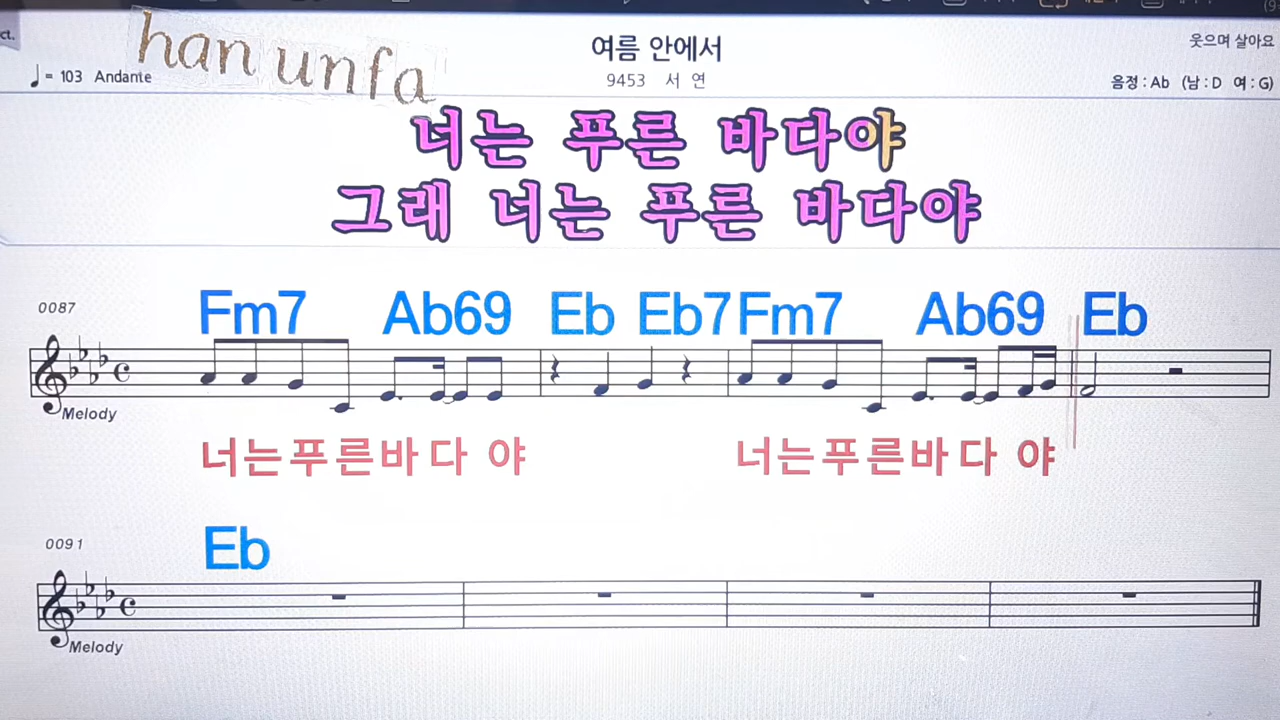 ct.
han unfa
여름 안에서
웃으며 살아요
♩= 103 Andante
9453 서 연
음정 : Ab (남 : D 여 : G)
너는 푸른 바다야
그래 너는 푸른 바다야
0087
Fm7 Ab69 Eb Eb7 Fm7 Ab69 Eb
Melody
너는푸른바다 야 너는푸른바다 야
0091
Eb
Melody